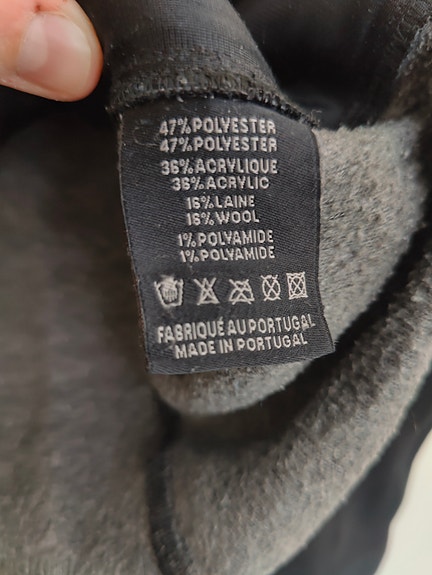 47% POLYESTER
47% POLYESTER
36% ACRYLIQUE
36% ACRYLIC
16% LAINE
16% WOOL
1% POLYAMIDE
1% POLYAMIDE
FABRIQUÉ AU PORTUGAL
MADE IN PORTUGAL